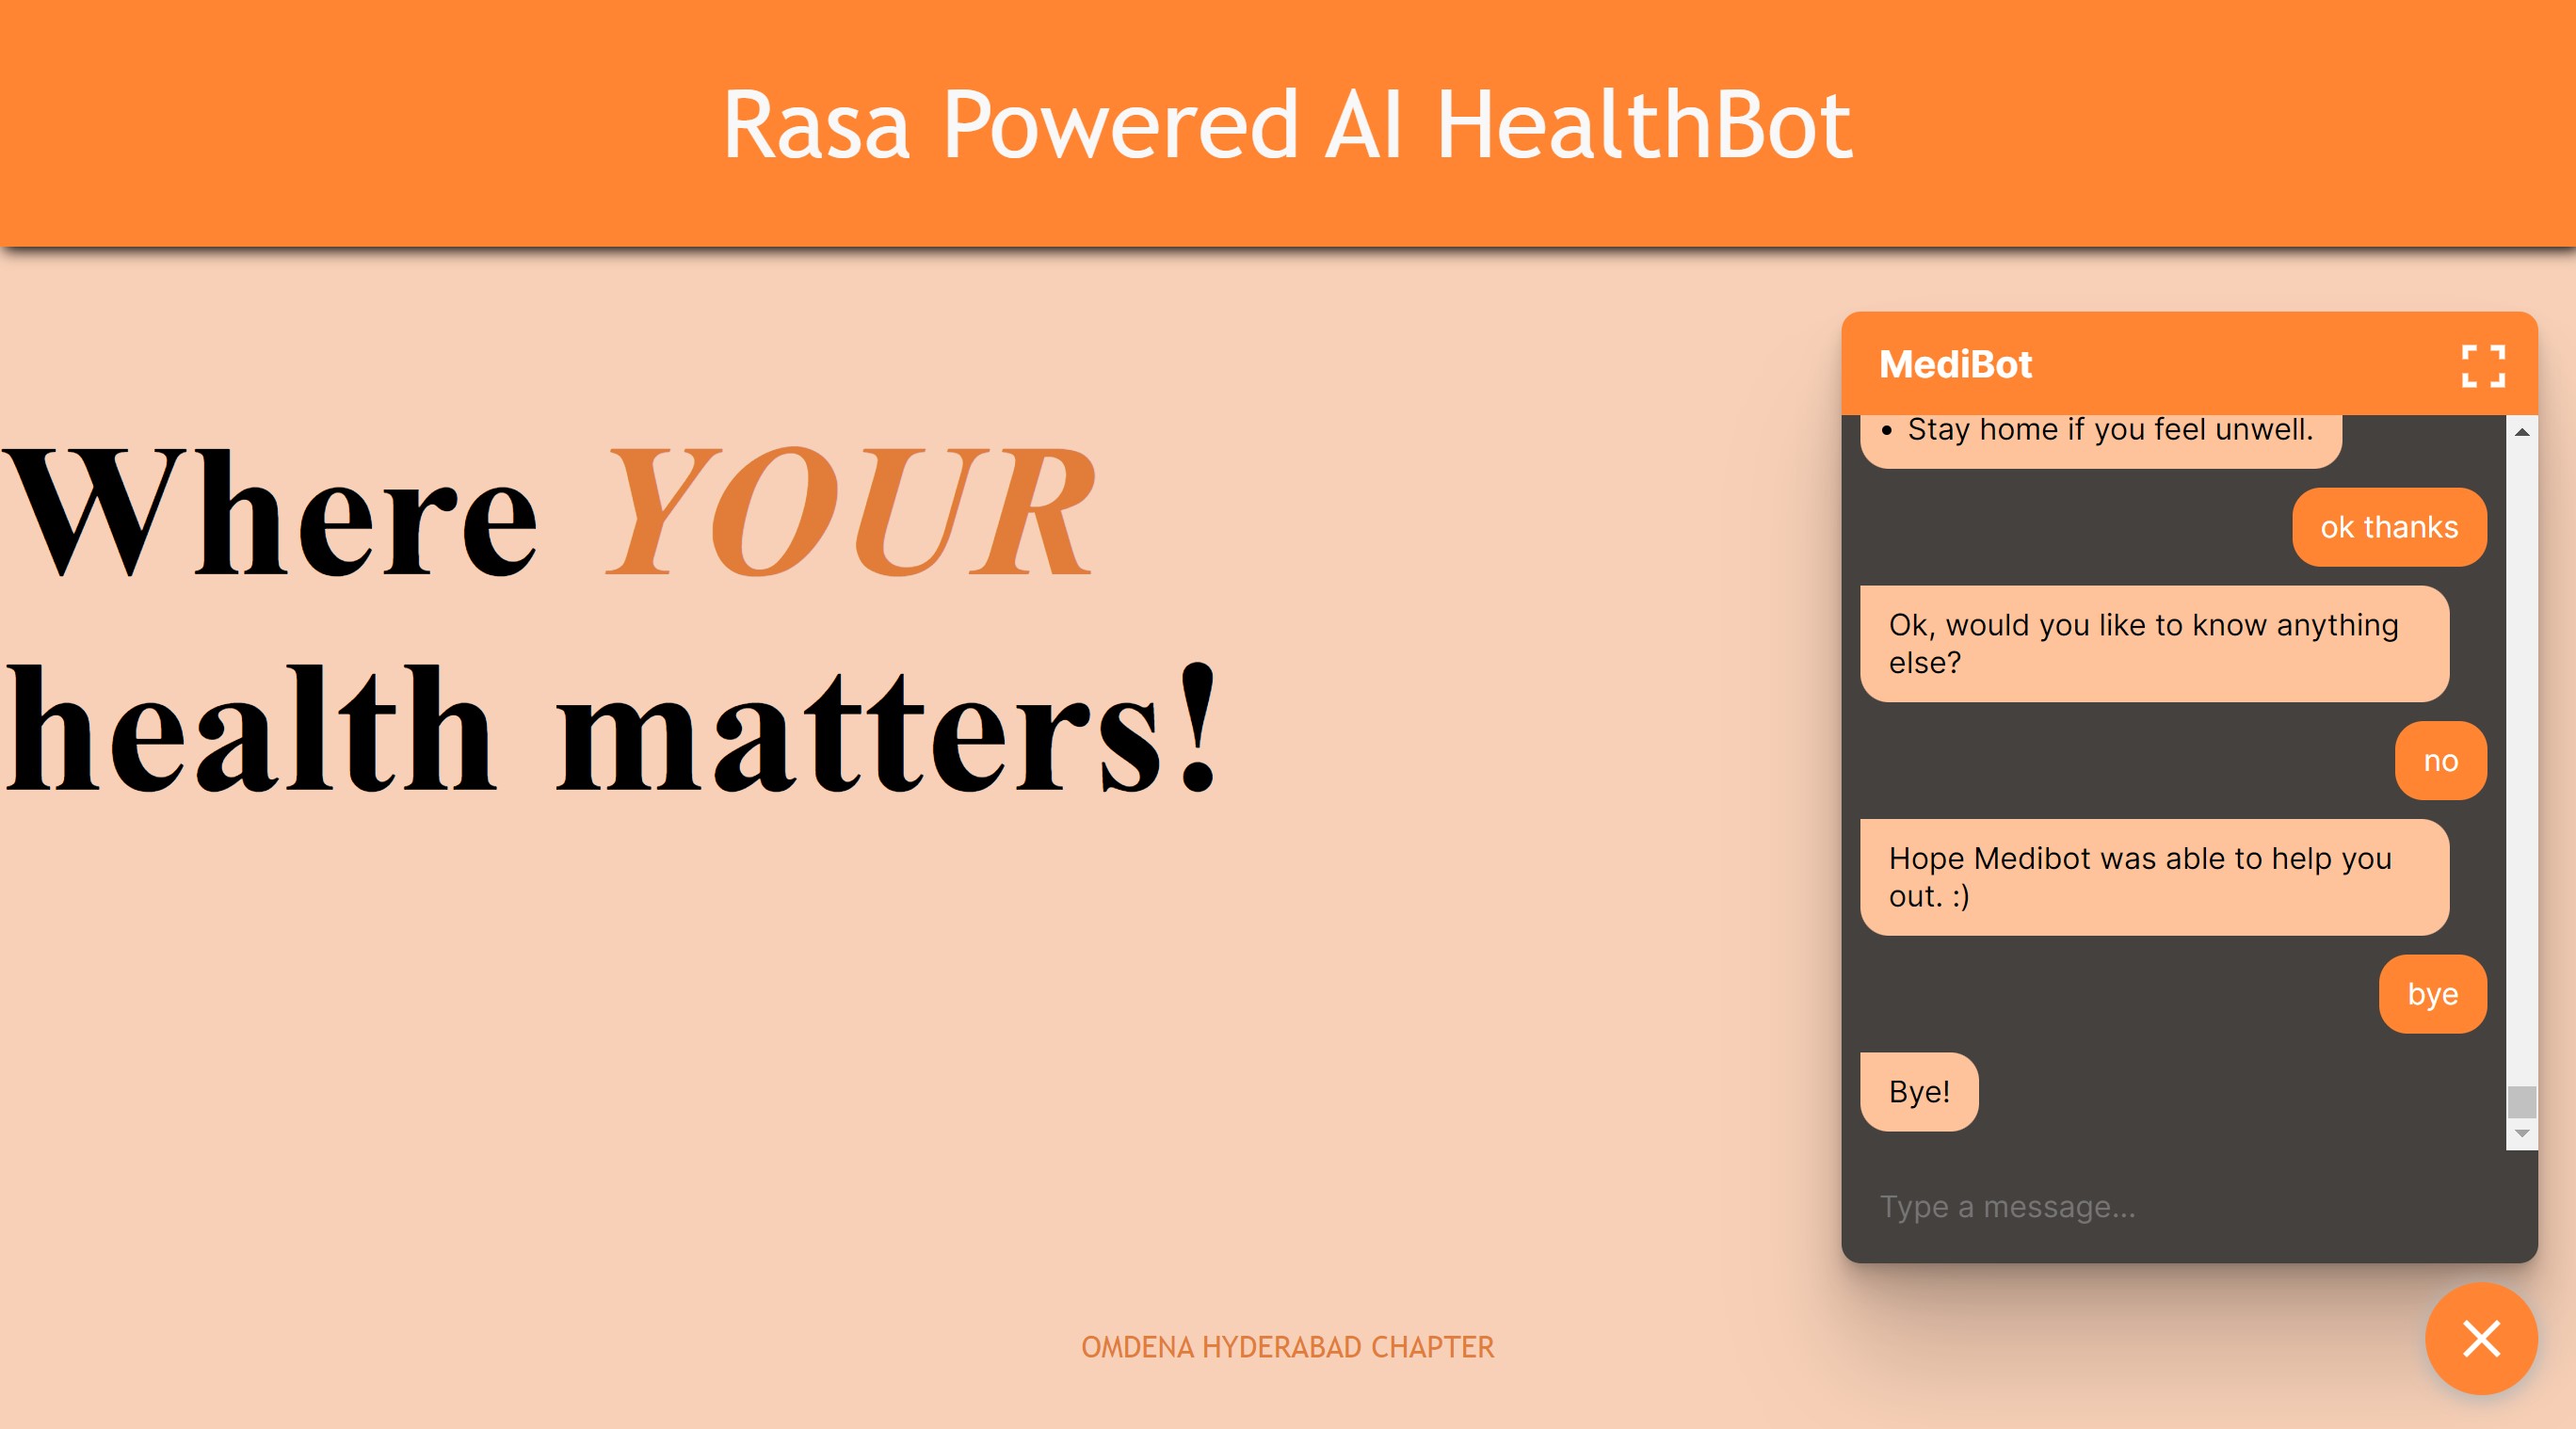 Rasa Powered AI HealthBot
Where YOUR
health matters!
MediBot
• Stay home if you feel unwell.
ok thanks
Ok, would you like to know anything
else?
no
Hope Medibot was able to help you
out. :)
bye
Bye!
Type a message...
OMDENA HYDERABAD CHAPTER